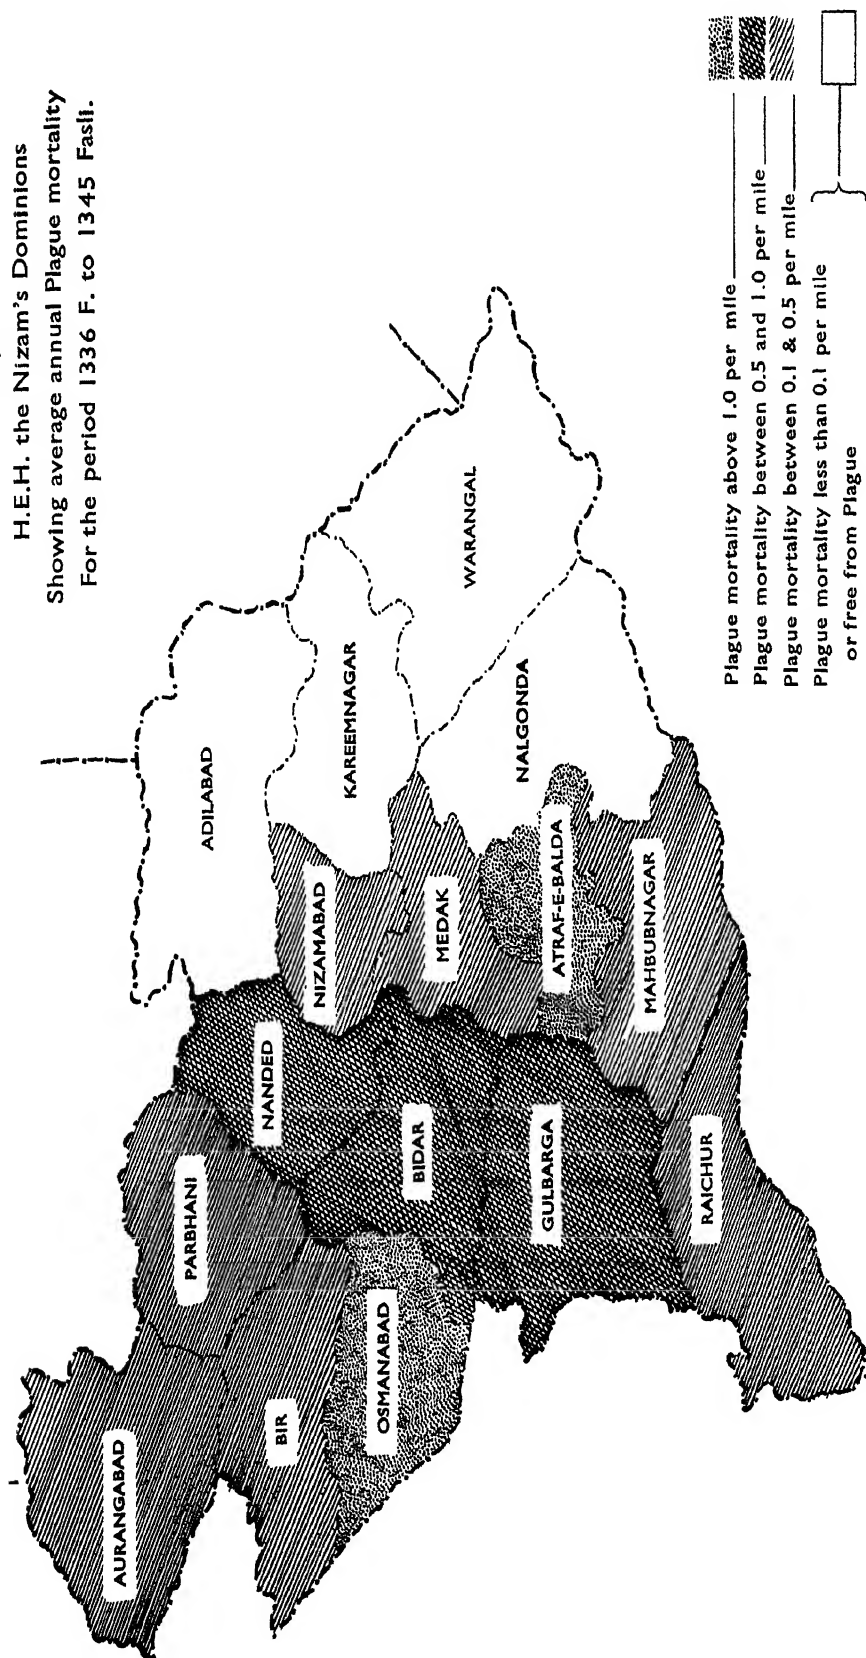 H.E.H. the Nizam's Dominions
Showing average annual Plague mortality
For the period 1336 F. to 1345 Fasli.
AURANGABAD
PARBHANI
BIR
OSMANABAD
NANDED
BIDAR
GULBARGA
RAICHUR
ADILABAD
NIZAMABAD
KAREEMNAGAR
MEDAK
WARANGAL
NALGONDA
ATRAF-E-BALDA
MAHBUBNAGAR
Plague mortality above 1.0 per mile
Plague mortality between 0.5 and 1.0 per mile
Plague mortality between 0.1 & 0.5 per mile
Plague mortality less than 0.1 per mile
or free from Plague